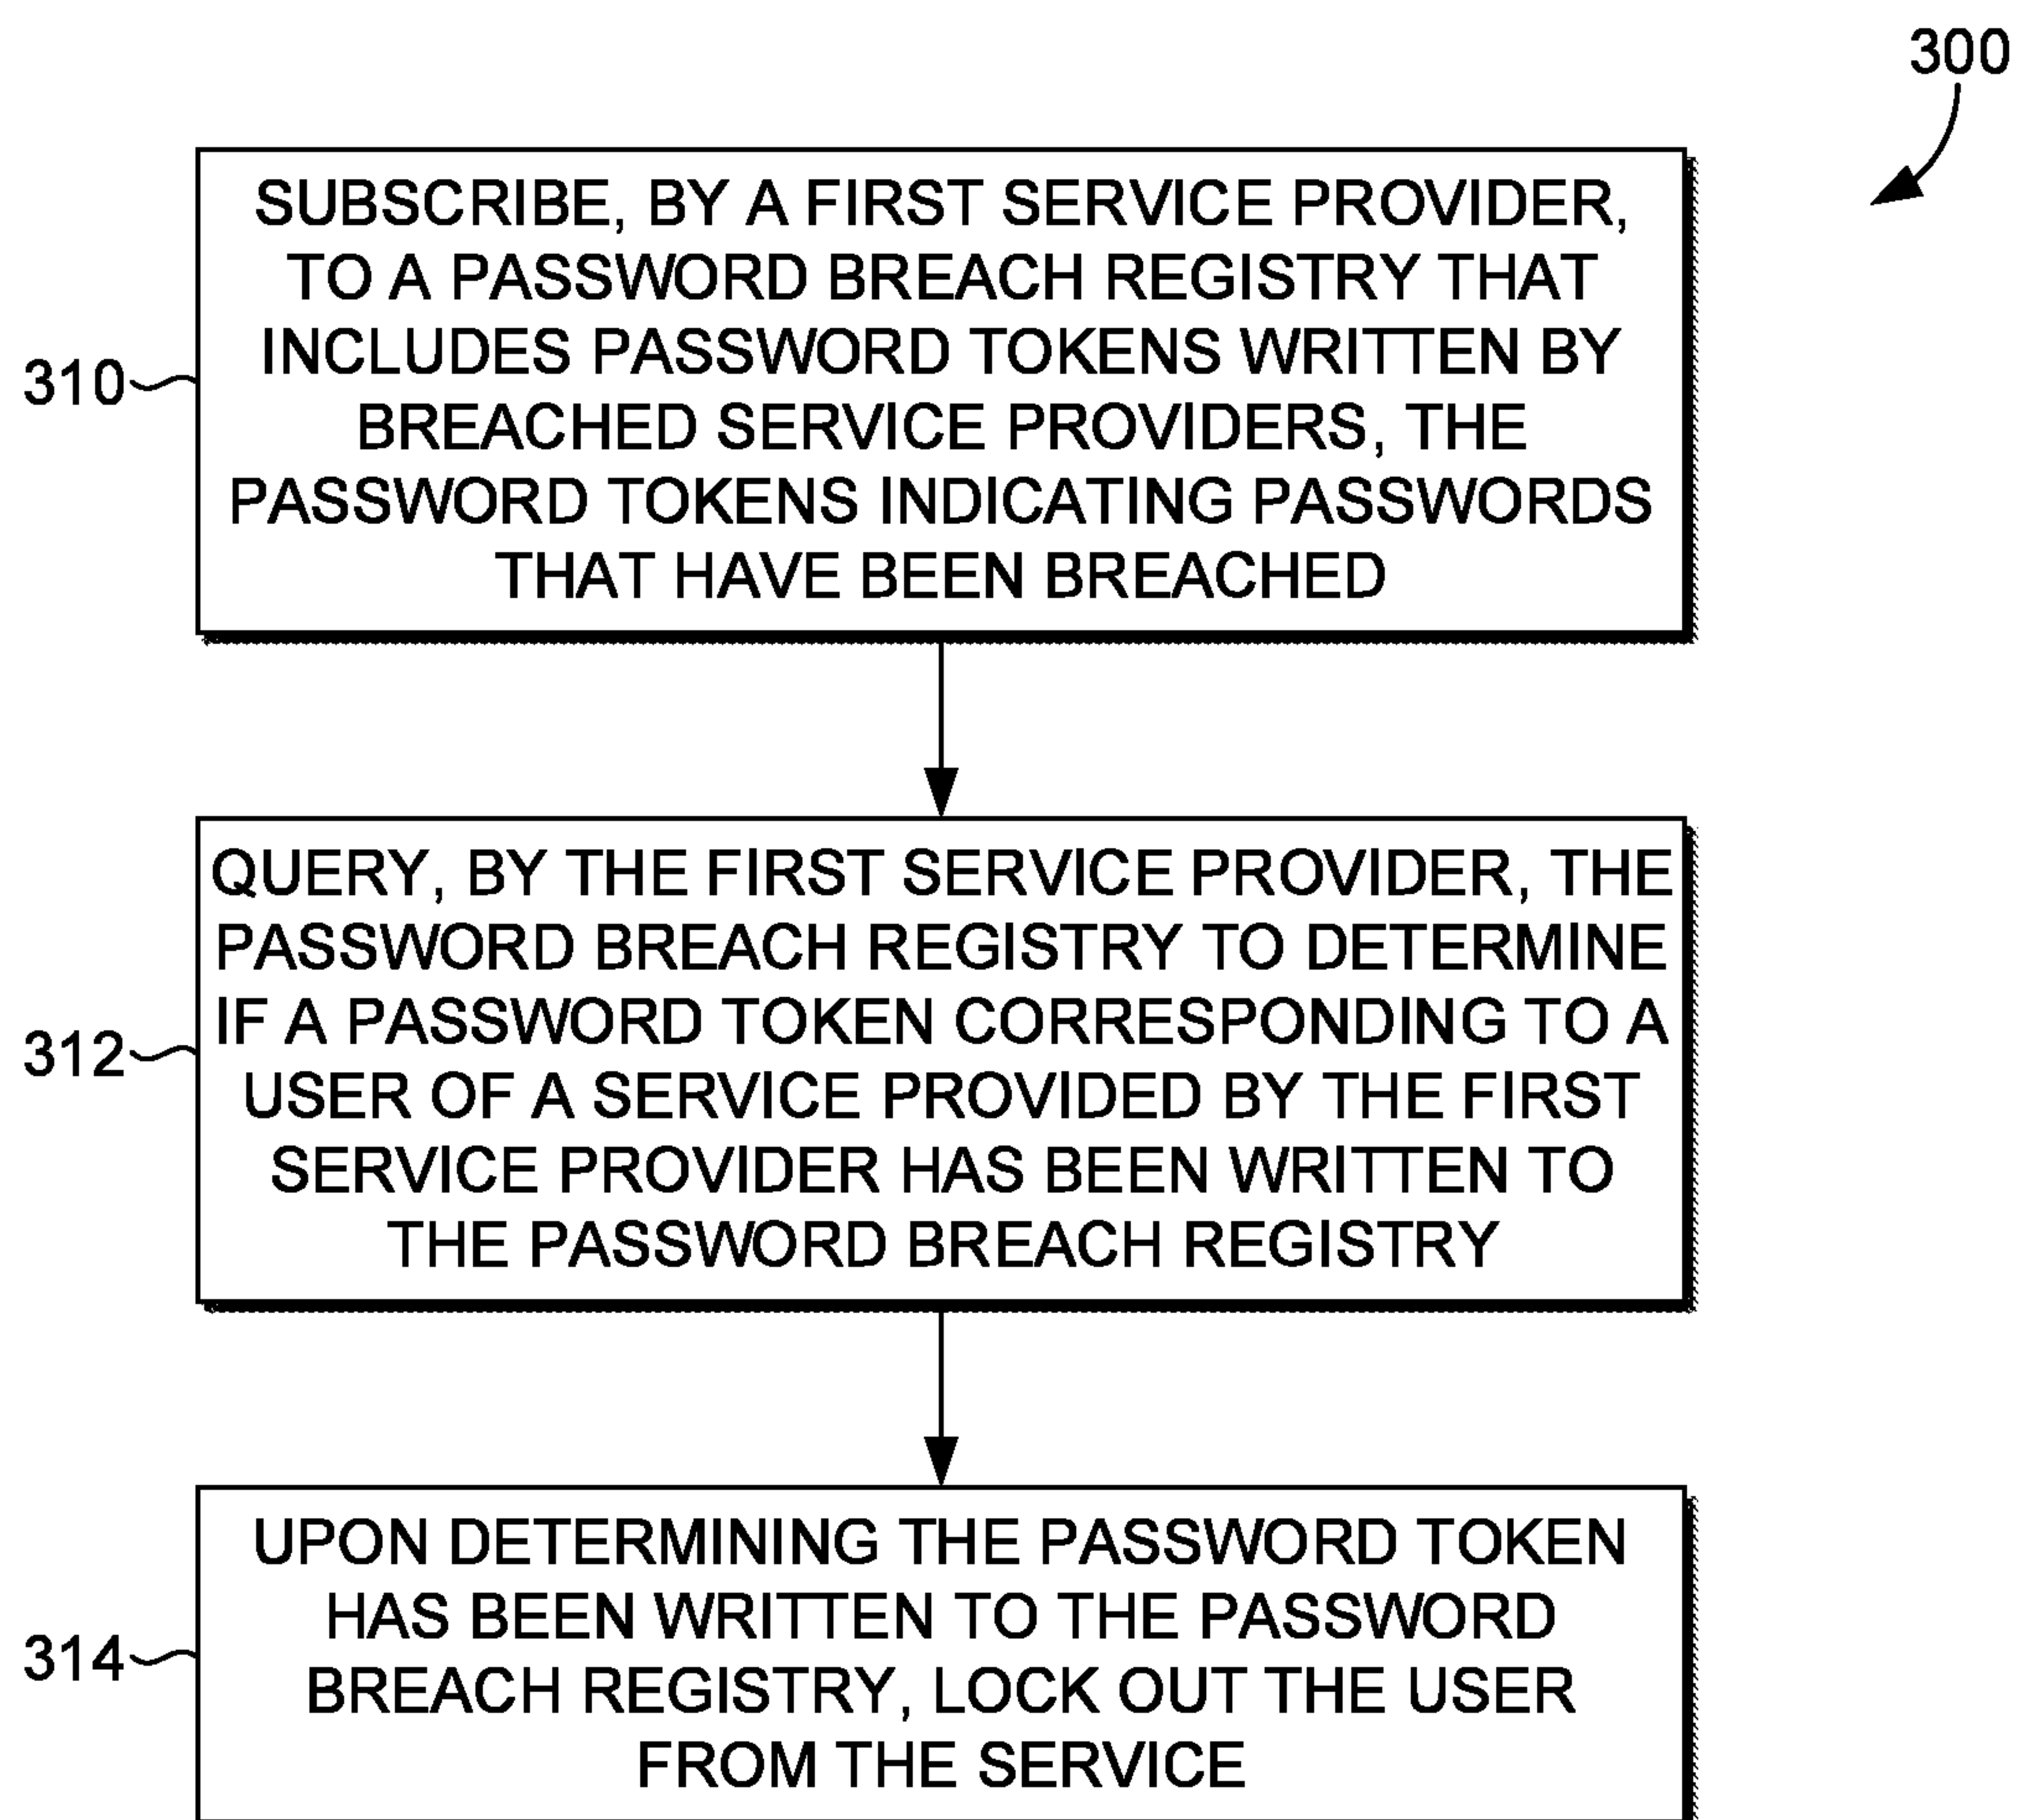 300
SUBSCRIBE, BY A FIRST SERVICE PROVIDER,
TO A PASSWORD BREACH REGISTRY THAT
INCLUDES PASSWORD TOKENS WRITTEN BY
BREACHED SERVICE PROVIDERS, THE
PASSWORD TOKENS INDICATING PASSWORDS
THAT HAVE BEEN BREACHED
310
QUERY, BY THE FIRST SERVICE PROVIDER, THE
PASSWORD BREACH REGISTRY TO DETERMINE
IF A PASSWORD TOKEN CORRESPONDING TO A
USER OF A SERVICE PROVIDED BY THE FIRST
SERVICE PROVIDER HAS BEEN WRITTEN TO
THE PASSWORD BREACH REGISTRY
312
UPON DETERMINING THE PASSWORD TOKEN
HAS BEEN WRITTEN TO THE PASSWORD
BREACH REGISTRY, LOCK OUT THE USER
FROM THE SERVICE
314